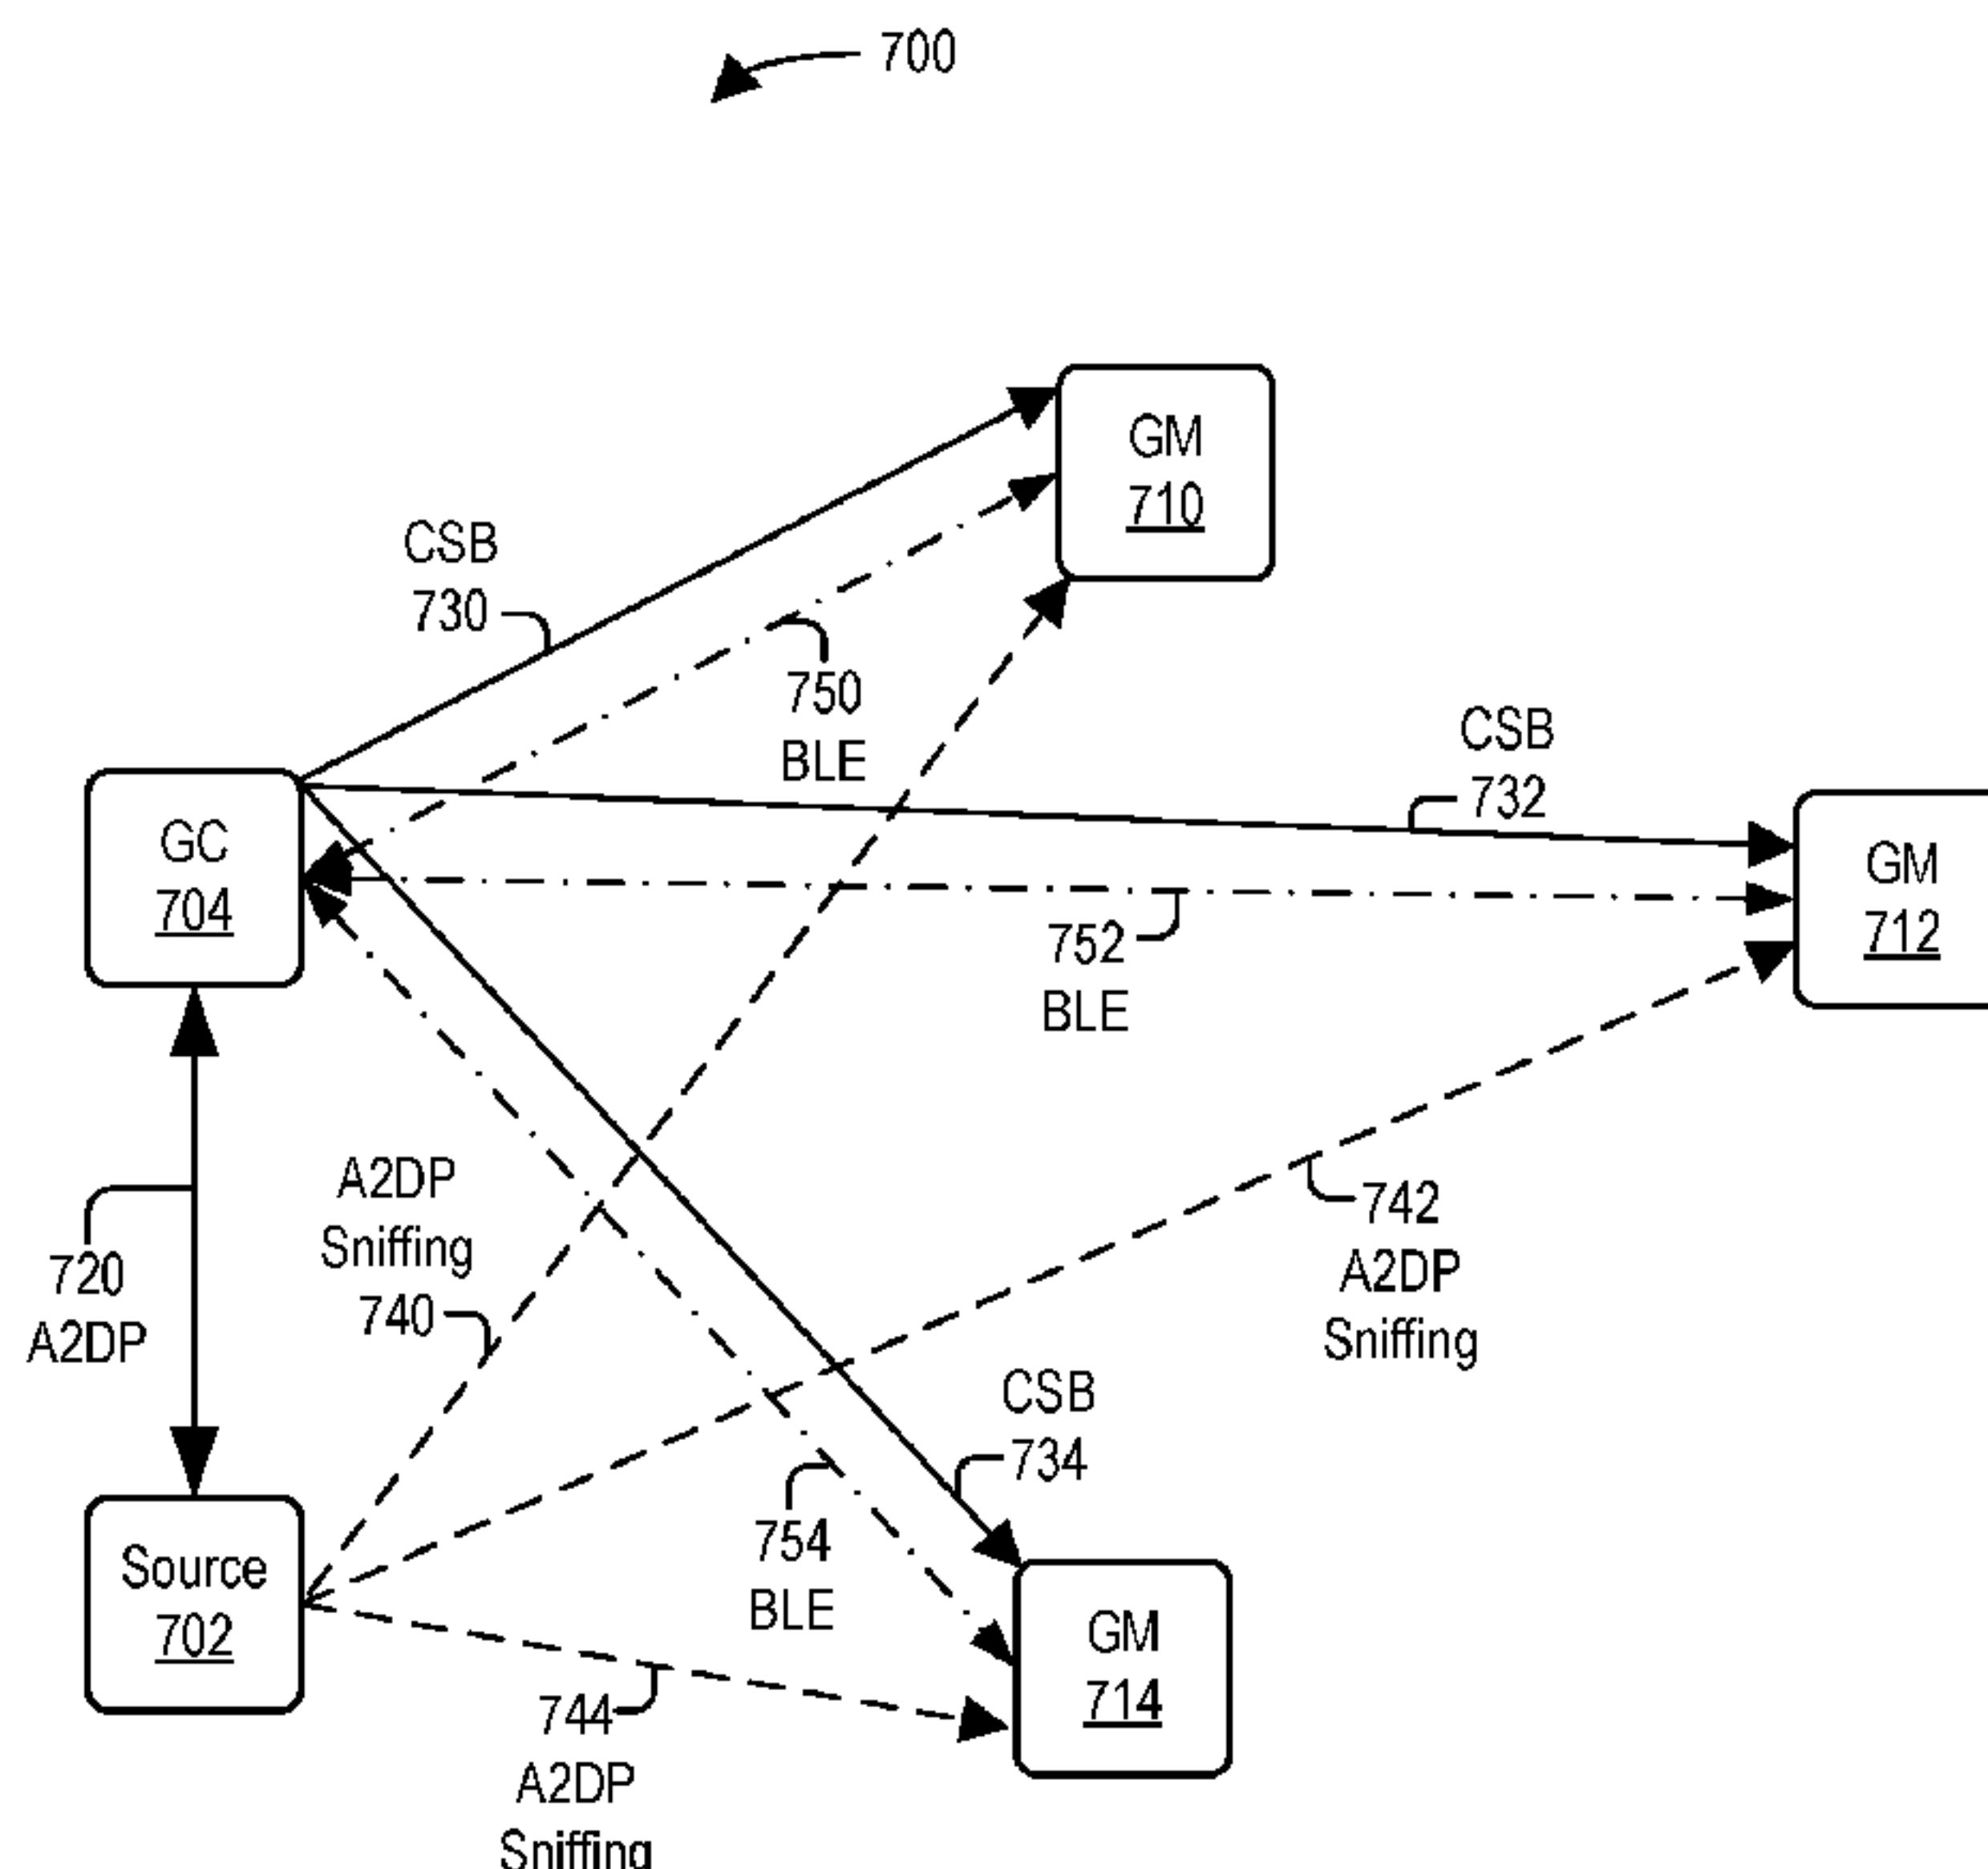 700
GM
710
CSB
730
750
BLE
CSB
732
GC
704
GM
712
752
BLE
A2DP
Sniffing
740
742
A2DP
Sniffing
720
A2DP
CSB
734
754
BLE
Source
702
GM
714
744
A2DP
Sniffing